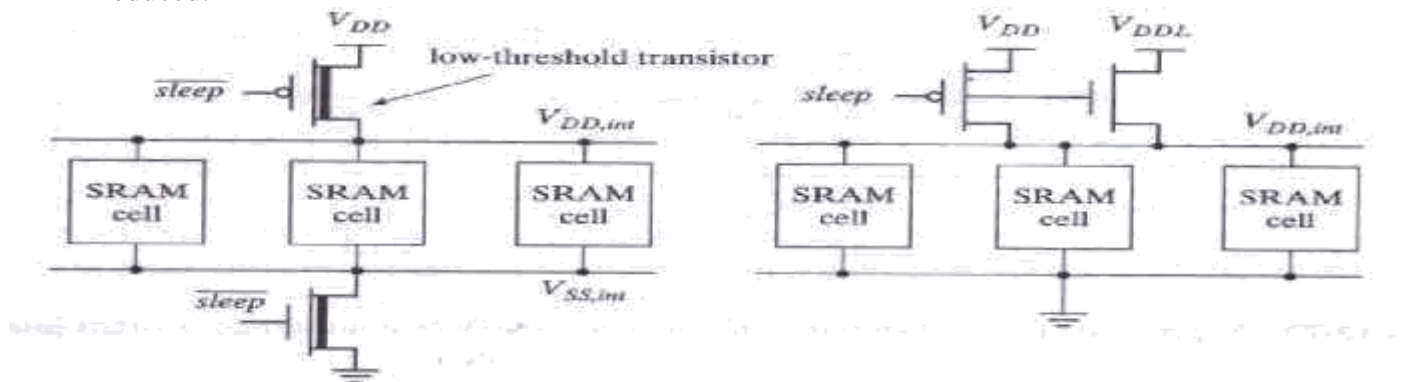 V_DD
low-threshold transistor
sleep
V_DD,int
SRAM
cell
SRAM
cell
SRAM
cell
sleep
V_SS,int
V_DD
V_DDL
sleep
V_DD,int
SRAM
cell
SRAM
cell
SRAM
cell